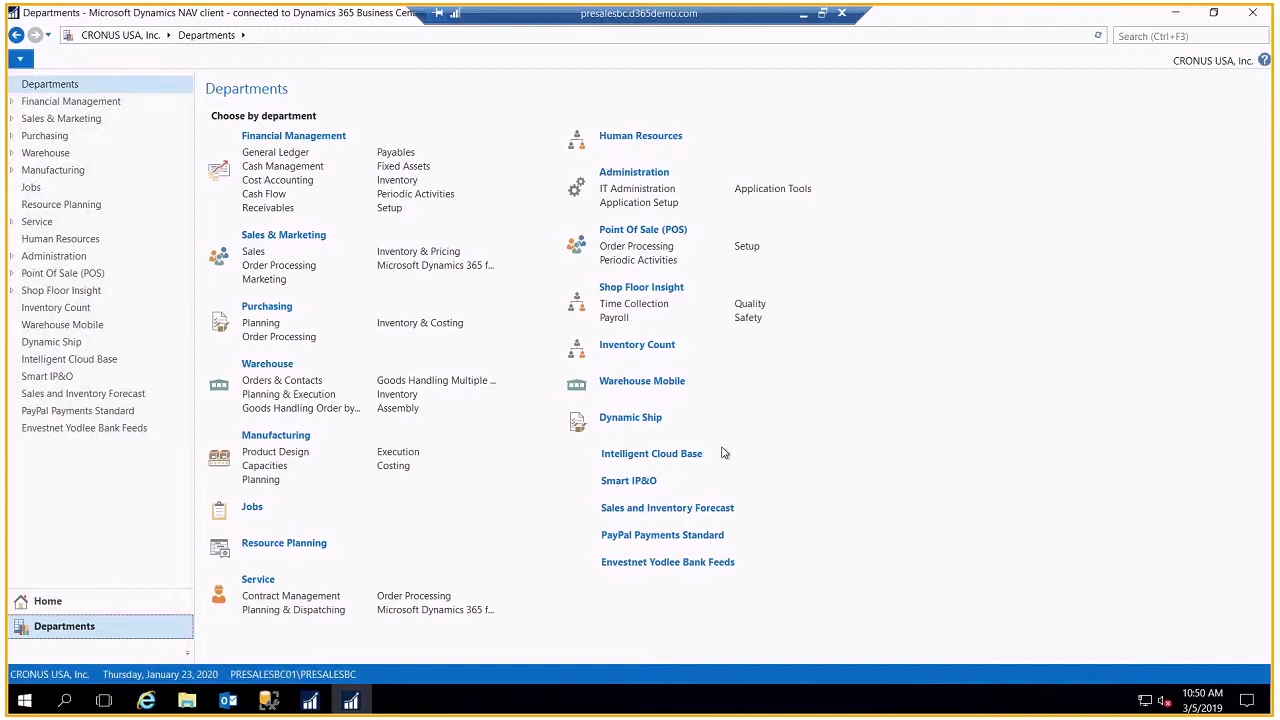 Departments - Microsoft Dynamics NAV client - connected to Dynamics 365 Business Cen
presalesbc.d365demo.com
CRONUS USA, Inc. Departments
Search (Ctrl+F3)
CRONUS USA, Inc.
Departments
Financial Management
Sales & Marketing
Purchasing
Warehouse
Manufacturing
Jobs
Resource Planning
Service
Human Resources
Administration
Point Of Sale (POS)
Shop Floor Insight
Inventory Count
Warehouse Mobile
Dynamic Ship
Intelligent Cloud Base
Smart IP&O
Sales and Inventory Forecast
PayPal Payments Standard
Envestnet Yodlee Bank Feeds
Home
Departments
Departments
Choose by department
Financial Management
General Ledger Payables
Cash Management Fixed Assets
Cost Accounting Inventory
Cash Flow Periodic Activities
Receivables Setup
Sales & Marketing
Sales Inventory & Pricing
Order Processing Microsoft Dynamics 365 f...
Marketing
Purchasing
Planning Inventory & Costing
Order Processing
Warehouse
Orders & Contacts Goods Handling Multiple ...
Planning & Execution Inventory
Goods Handling Order by... Assembly
Manufacturing
Product Design Execution
Capacities Costing
Planning
Jobs
Resource Planning
Service
Contract Management Order Processing
Planning & Dispatching Microsoft Dynamics 365 f...
Human Resources
Administration
IT Administration Application Tools
Application Setup
Point Of Sale (POS)
Order Processing Setup
Periodic Activities
Shop Floor Insight
Time Collection Quality
Payroll Safety
Inventory Count
Warehouse Mobile
Dynamic Ship
Intelligent Cloud Base
Smart IP&O
Sales and Inventory Forecast
PayPal Payments Standard
Envestnet Yodlee Bank Feeds
CRONUS USA, Inc. Thursday, January 23, 2020 PRESALESBC01\PRESALESBC
10:50 AM
3/5/2019